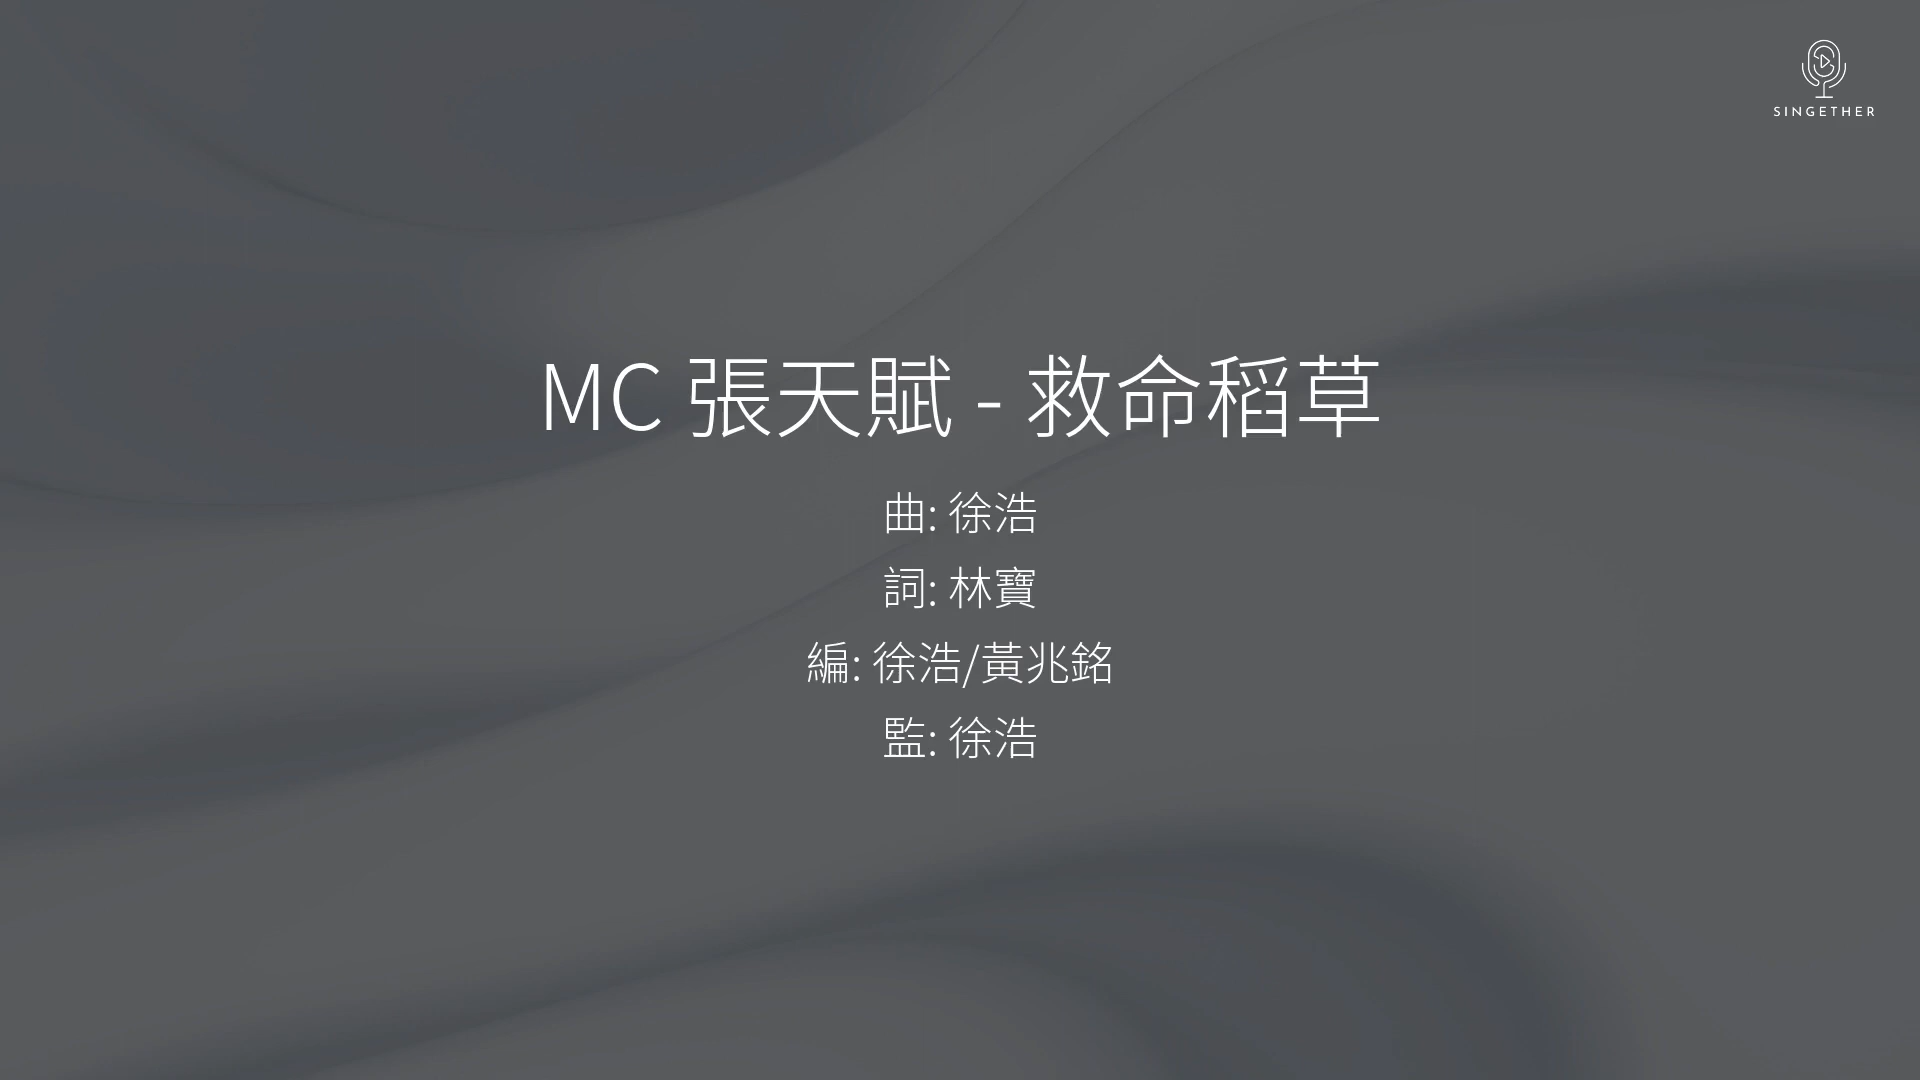 SINGETHER
MC 張天賦 - 救命稻草
曲: 徐浩
詞: 林寶
編: 徐浩/黃兆銘
監: 徐浩